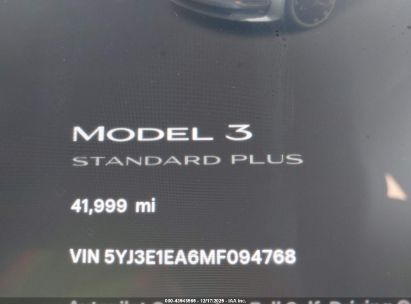 MODEL 3
STANDARD PLUS
41,999 mi
VIN 5YJ3E1EA6MF094768